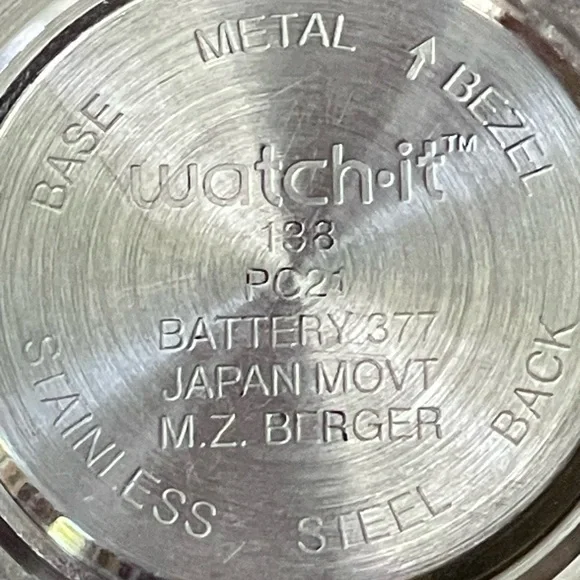 BASE METAL ↑ BEZEL
watch·it™
138
PC21
BATTERY 377
JAPAN MOVT
M.Z. BERGER
STAINLESS STEEL BACK